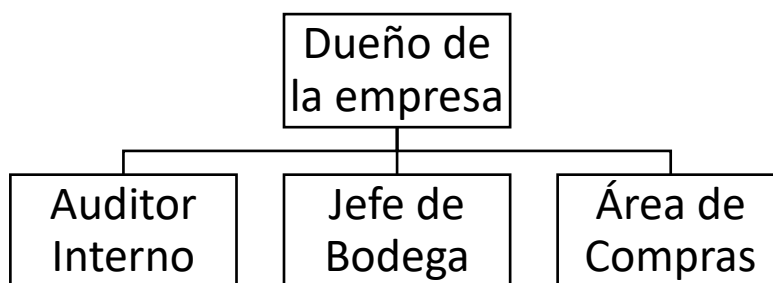 Dueño de
la empresa
Auditor
Interno
Jefe de
Bodega
Área de
Compras